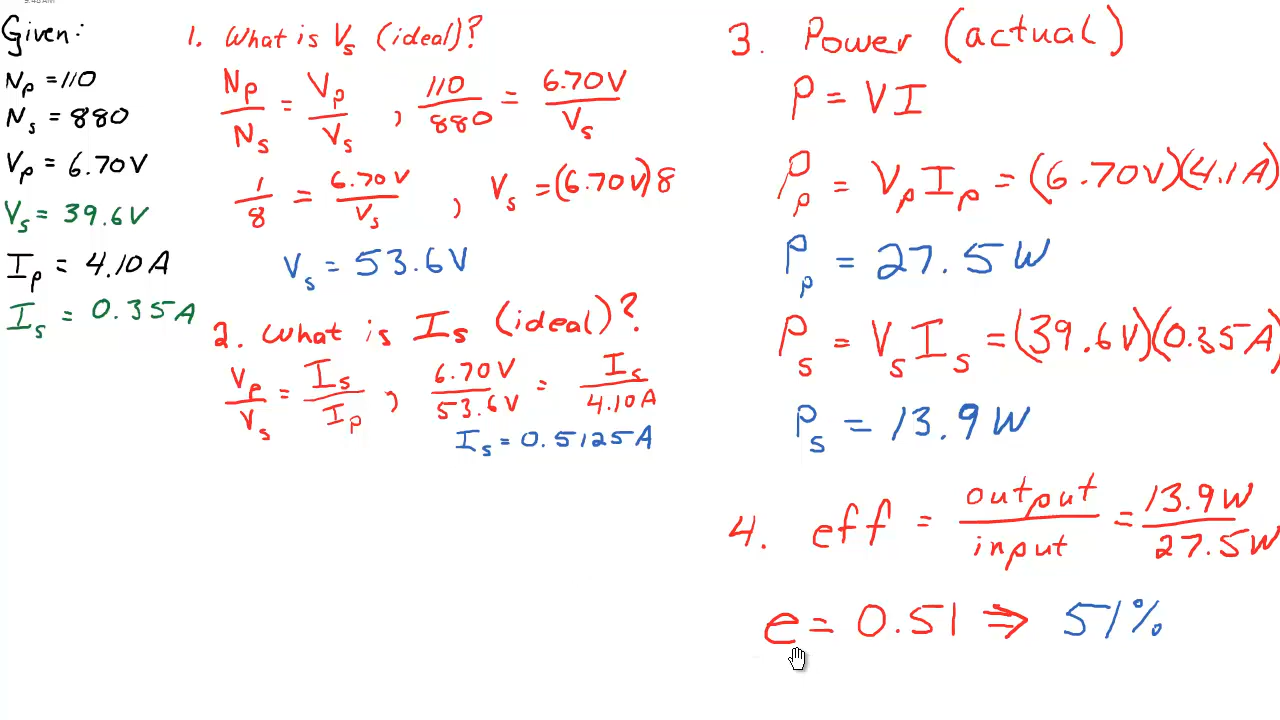 9:48 AM
Given:
Np = 110
Ns = 880
Vp = 6.70V
Vs = 39.6V
Ip = 4.10A
Is = 0.35A
1. What is Vs (ideal)?
Np/Ns = Vp/Vs , 110/880 = 6.70V/Vs
1/8 = 6.70V/Vs , Vs = (6.70V)8
Vs = 53.6V
2. What is Is (ideal)?
Vp/Vs = Is/Ip , 6.70V/53.6V = Is/4.10A
Is = 0.5125A
3. Power (actual)
P = VI
Pp = VpIp = (6.70V)(4.1A)
Pp = 27.5W
Ps = VsIs = (39.6V)(0.35A)
Ps = 13.9W
4. eff = output/input = 13.9W/27.5W
e = 0.51 ⇒ 51%